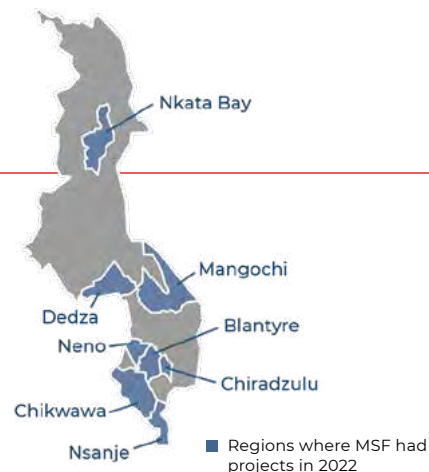 Nkata Bay
Mangochi
Dedza
Blantyre
Neno
Chiradzulu
Chikwawa
Nsanje
Regions where MSF had
projects in 2022